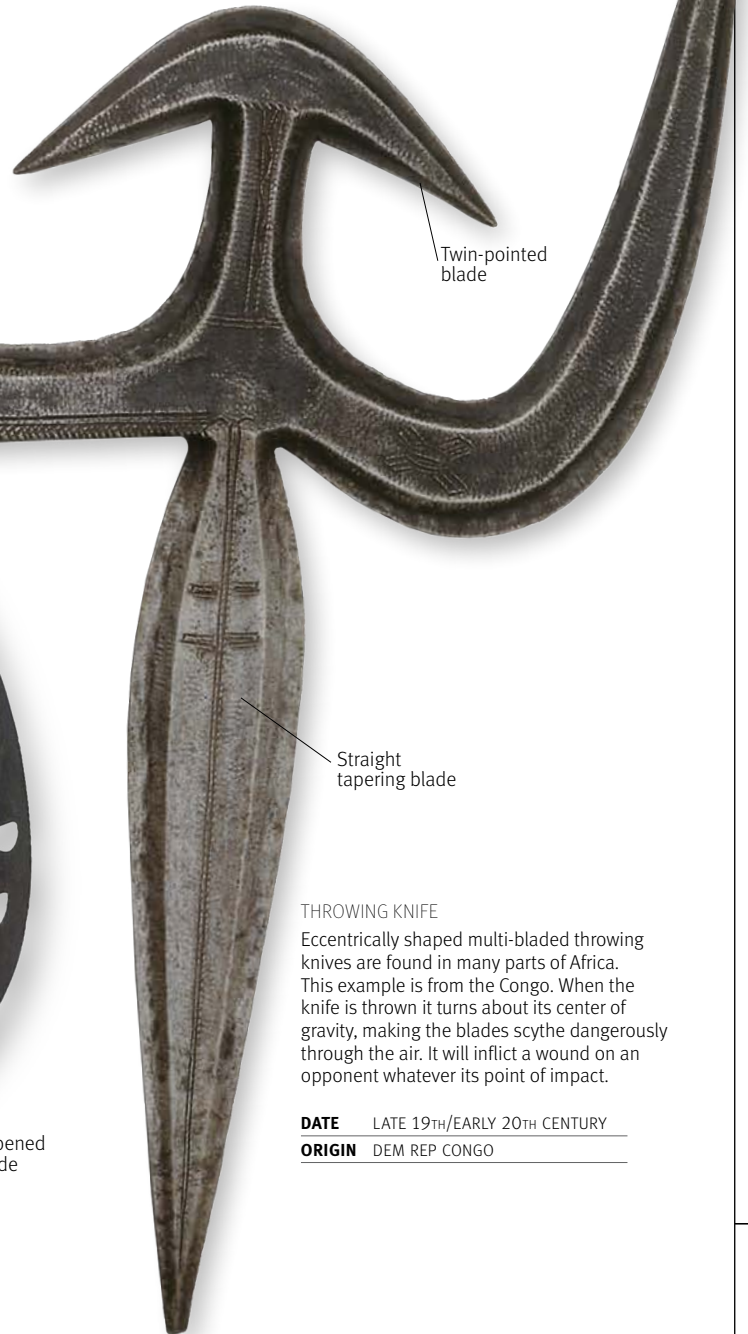 Twin-pointed
blade
Straight
tapering blade
THROWING KNIFE
Eccentrically shaped multi-bladed throwing
knives are found in many parts of Africa.
This example is from the Congo. When the
knife is thrown it turns about its center of
gravity, making the blades scythe dangerously
through the air. It will inflict a wound on an
opponent whatever its point of impact.
DATE LATE 19TH/EARLY 20TH CENTURY
ORIGIN DEM REP CONGO